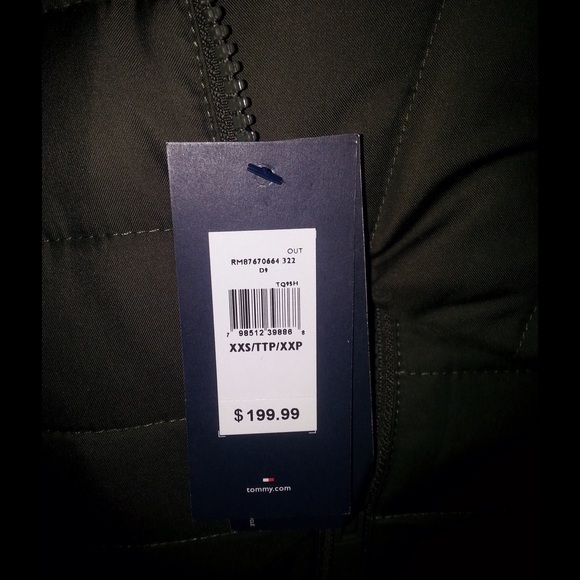 OUT
RM87670664 322
D9
TQ95H
7 98512 39886 8
XXS/TTP/XXP
$199.99
tommy.com